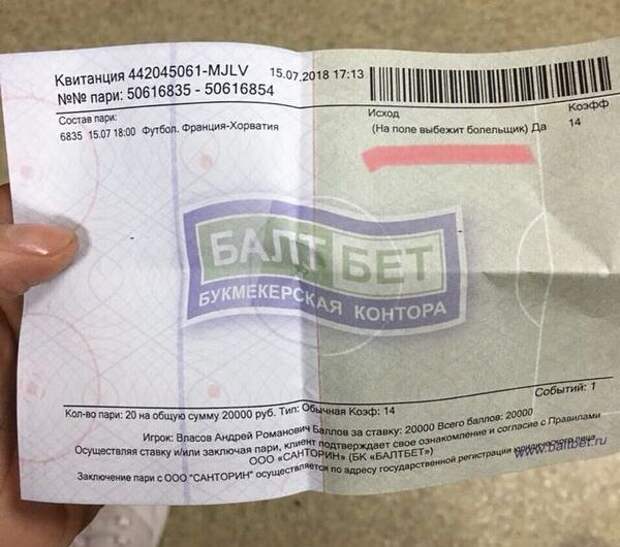 Квитанция 442045061-MJLV 15.07.2018 17:13
№№ пари: 50616835 - 50616854
Состав пари: Исход Коэфф
6835 15.07 18:00 Футбол. Франция-Хорватия (На поле выбежит болельщик) Да 14
БАЛТБЕТ
БУКМЕКЕРСКАЯ КОНТОРА
Событий: 1
Кол-во пари: 20 на общую сумму 20000 руб. Тип: Обычная Коэф: 14
Игрок: Власов Андрей Романович Баллов за ставку: 20000 Всего баллов: 20000
Осуществляя ставку и/или заключая пари, клиент подтверждает свое ознакомление и согласие с Правилами
ООО «САНТОРИН» (БК «БАЛТБЕТ»)
Заключение пари с ООО "САНТОРИН" осуществляется по адресу государственной регистрации юридического лица
www.baltbet.ru